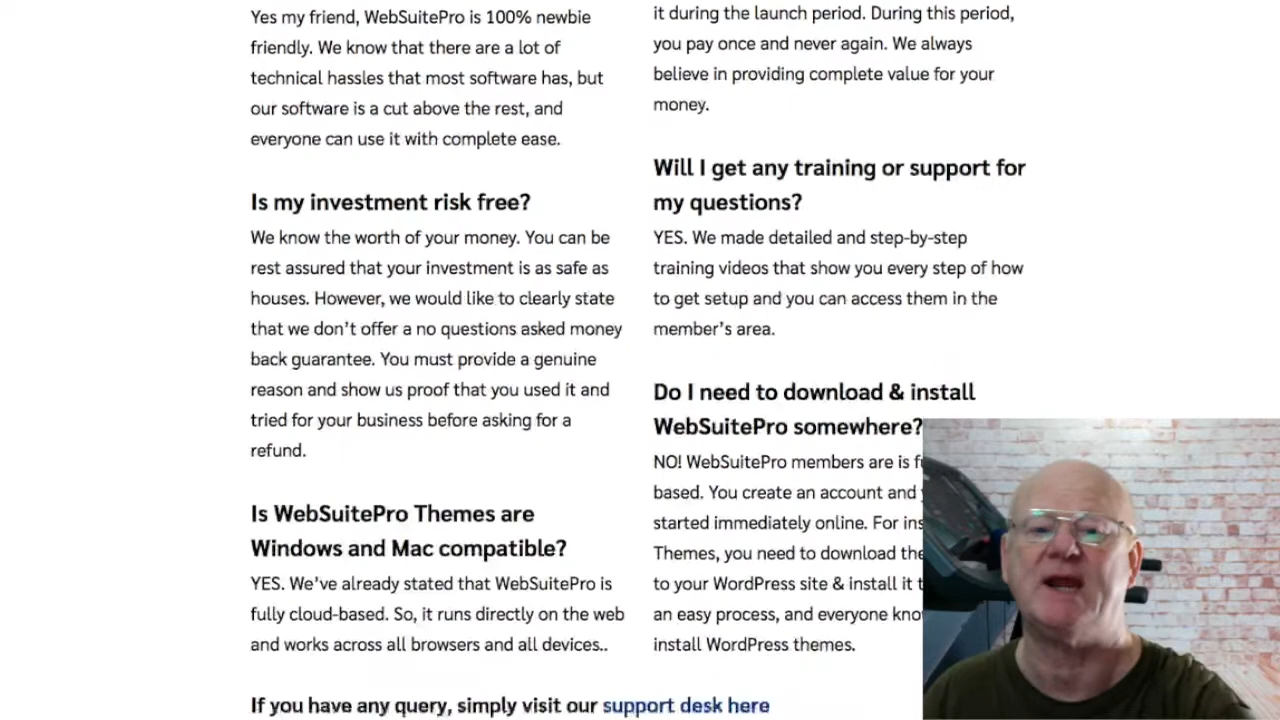 Yes my friend, WebSuitePro is 100% newbie
friendly. We know that there are a lot of
technical hassles that most software has, but
our software is a cut above the rest, and
everyone can use it with complete ease.
Is my investment risk free?
We know the worth of your money. You can be
rest assured that your investment is as safe as
houses. However, we would like to clearly state
that we don't offer a no questions asked money
back guarantee. You must provide a genuine
reason and show us proof that you used it and
tried for your business before asking for a
refund.
Is WebSuitePro Themes are
Windows and Mac compatible?
YES. We've already stated that WebSuitePro is
fully cloud-based. So, it runs directly on the web
and works across all browsers and all devices..
it during the launch period. During this period,
you pay once and never again. We always
believe in providing complete value for your
money.
Will I get any training or support for
my questions?
YES. We made detailed and step-by-step
training videos that show you every step of how
to get setup and you can access them in the
member's area.
Do I need to download & install
WebSuitePro somewhere?
NO! WebSuitePro members are is
based. You create an account and
started immediately online. For
Themes, you need to download
to your WordPress site & install it
an easy process, and everyone
install WordPress themes.
If you have any query, simply visit our support desk here